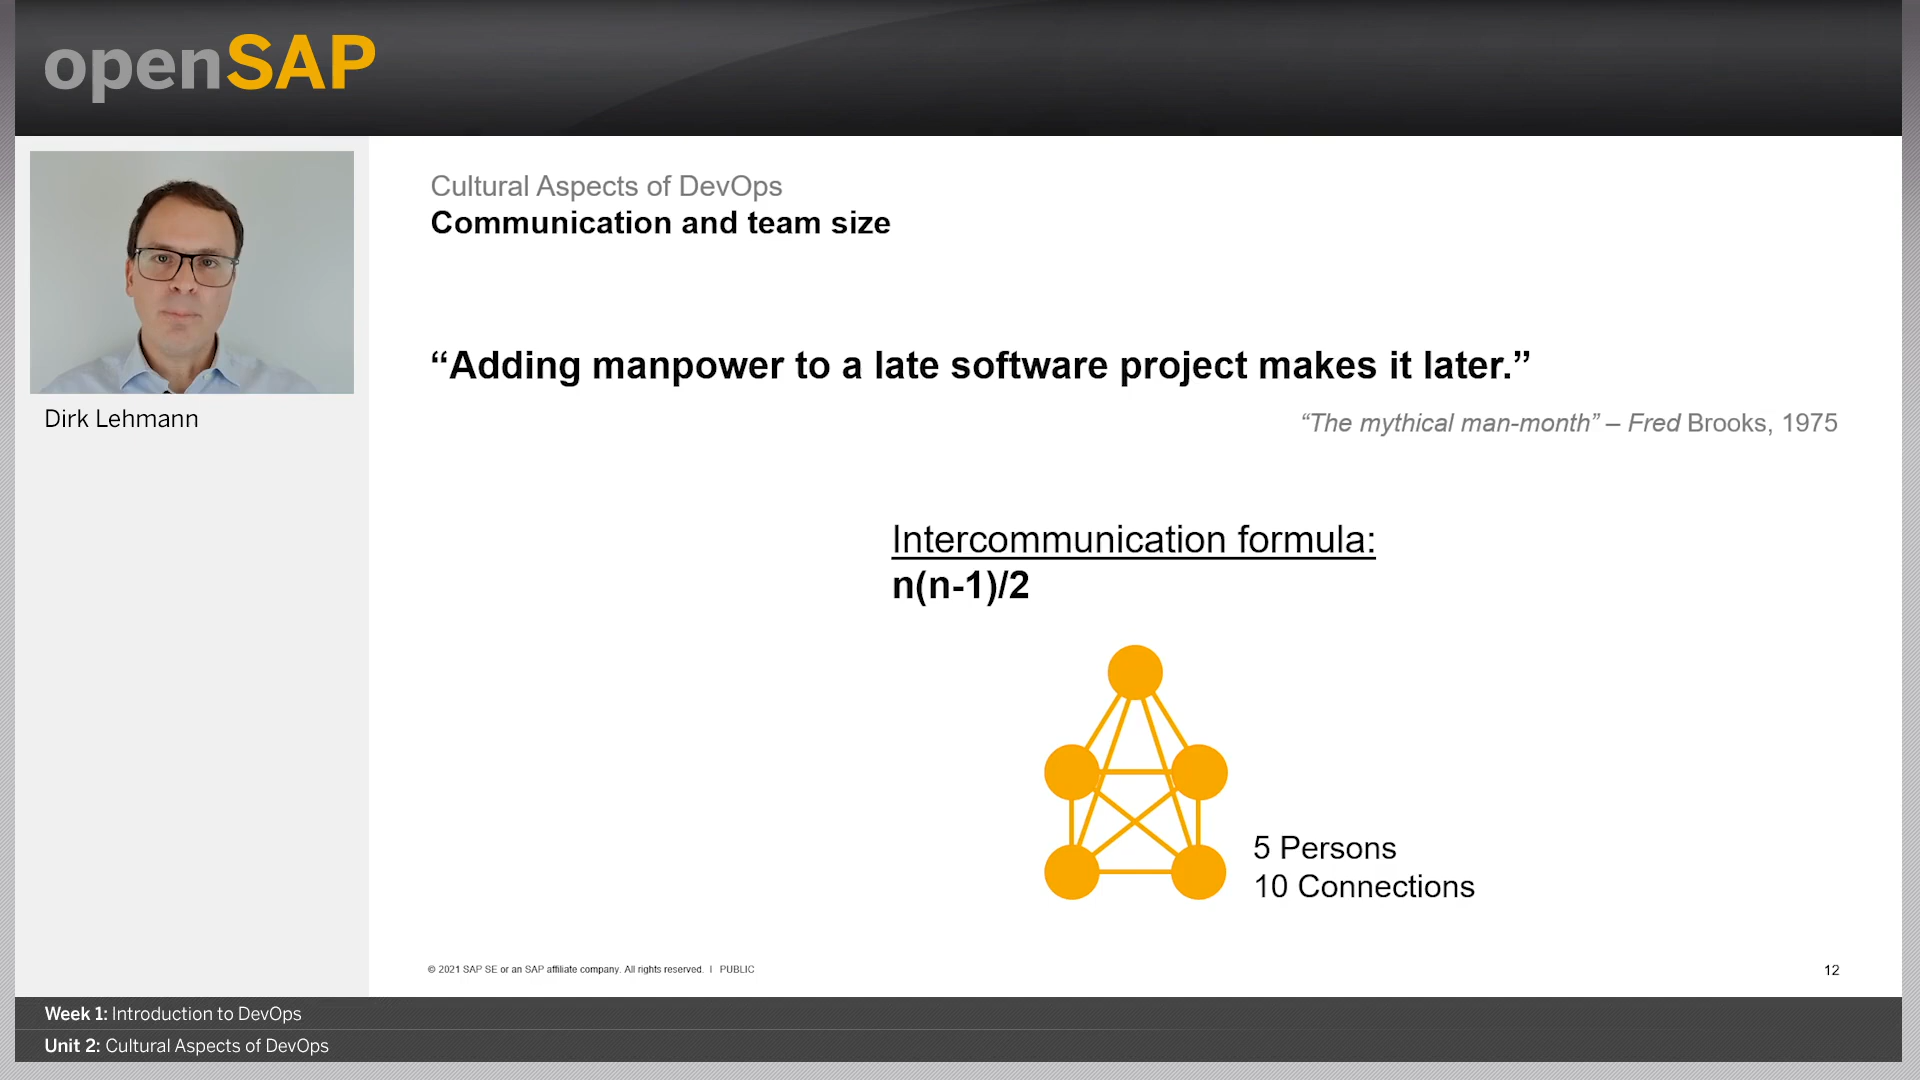 openSAP
Cultural Aspects of DevOps
Communication and team size
Dirk Lehmann
“Adding manpower to a late software project makes it later.”
“The mythical man-month” – Fred Brooks, 1975
Intercommunication formula:
n(n-1)/2
5 Persons
10 Connections
© 2021 SAP SE or an SAP affiliate company. All rights reserved. I PUBLIC
12
Week 1: Introduction to DevOps
Unit 2: Cultural Aspects of DevOps